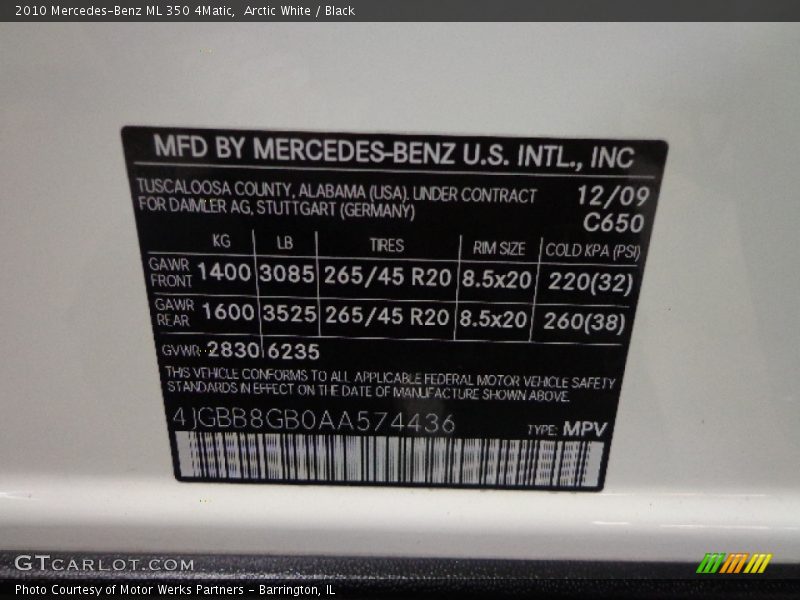 2010 Mercedes-Benz ML 350 4Matic,  Arctic White / Black
MFD BY MERCEDES-BENZ U.S. INTL., INC
TUSCALOOSA COUNTY, ALABAMA (USA). UNDER CONTRACT 12/09
FOR DAIMLER AG, STUTTGART (GERMANY) C650
KG LB TIRES RIM SIZE COLD KPA (PSI)
GAWR FRONT 1400 3085 265/45 R20 8.5x20 220(32)
GAWR REAR 1600 3525 265/45 R20 8.5x20 260(38)
GVWR 2830 6235
THIS VEHICLE CONFORMS TO ALL APPLICABLE FEDERAL MOTOR VEHICLE SAFETY
STANDARDS IN EFFECT ON THE DATE OF MANUFACTURE SHOWN ABOVE.
4JGBB8GB0AA574436 TYPE: MPV
GTCARLOT.COM
Photo Courtesy of Motor Werks Partners - Barrington, IL